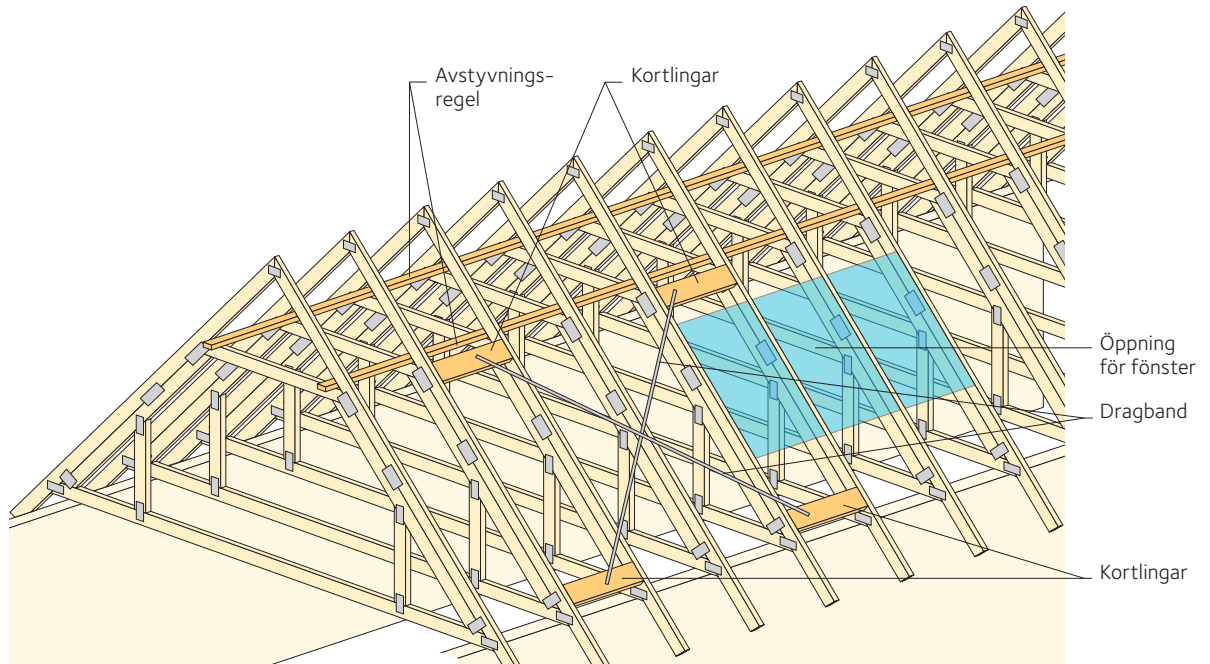 Avstyvnings-
regel
Kortlingar
Öppning
för fönster
Dragband
Kortlingar